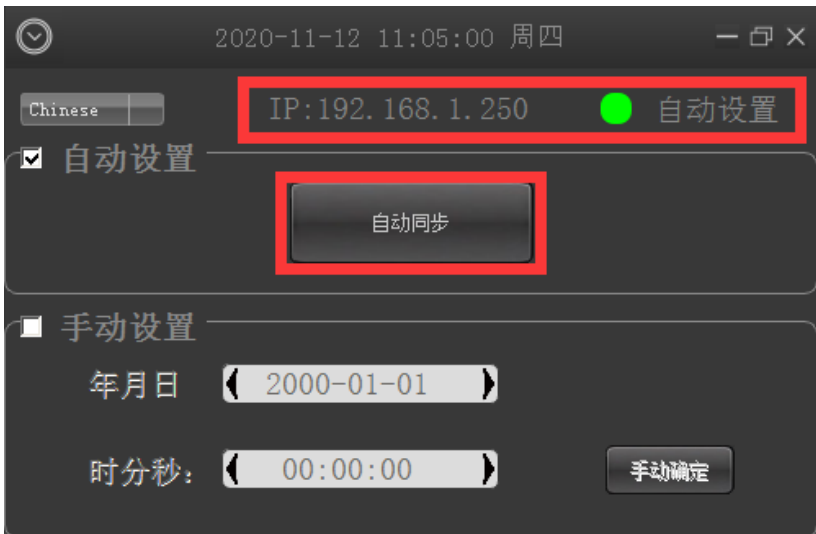 2020-11-12 11:05:00 周四
Chinese IP:192.168.1.250 自动设置
自动设置
自动同步
手动设置
年月日 2000-01-01
时分秒: 00:00:00 手动确定